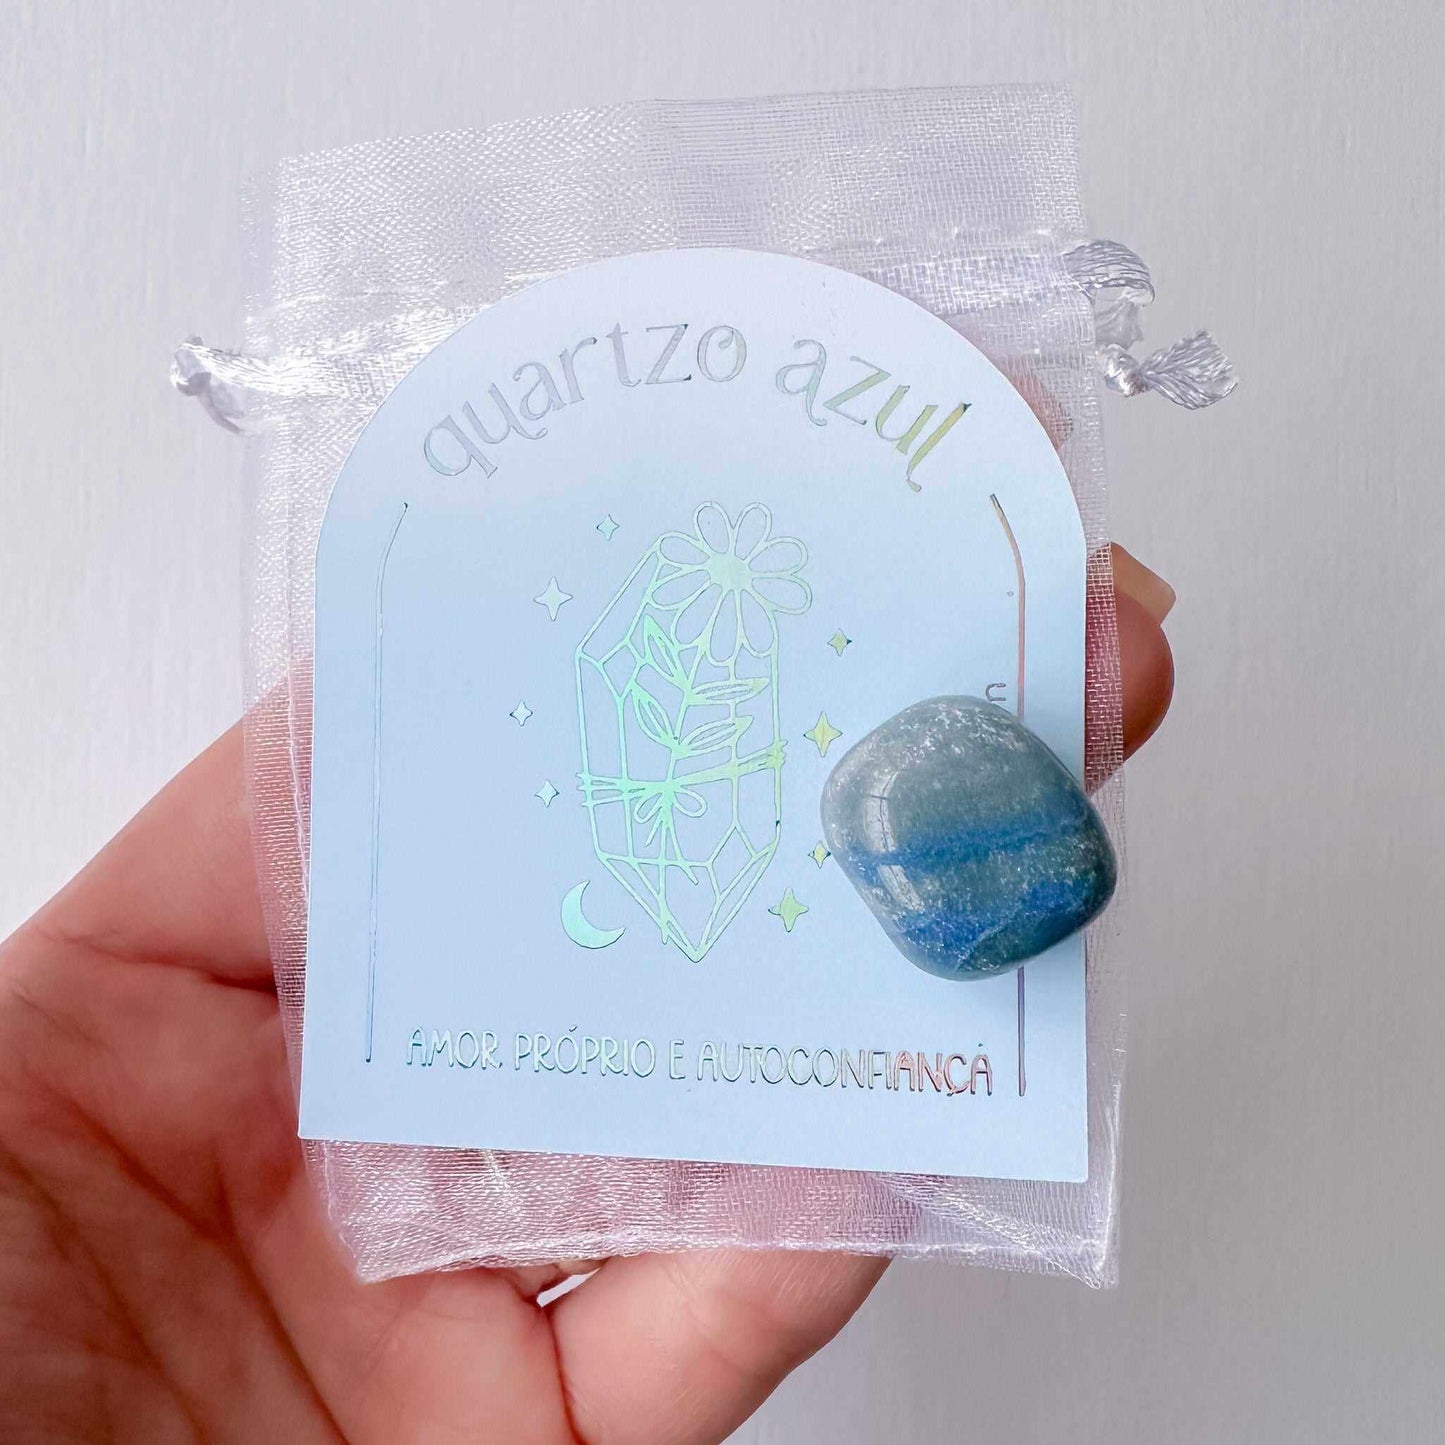 quartzo azul
AMOR PRÓPRIO E AUTOCONFIANÇA